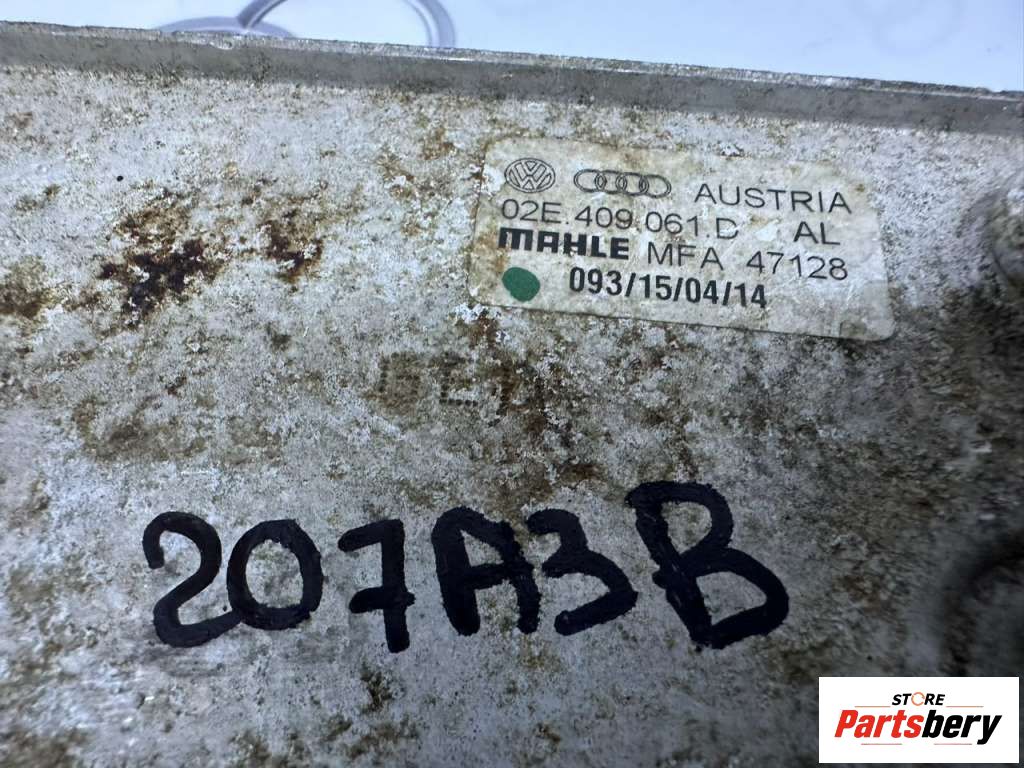 AUSTRIA
02E.409.061.D AL
MAHLE MFA 47128
093/15/04/14
207A3B
STORE
Partsbery